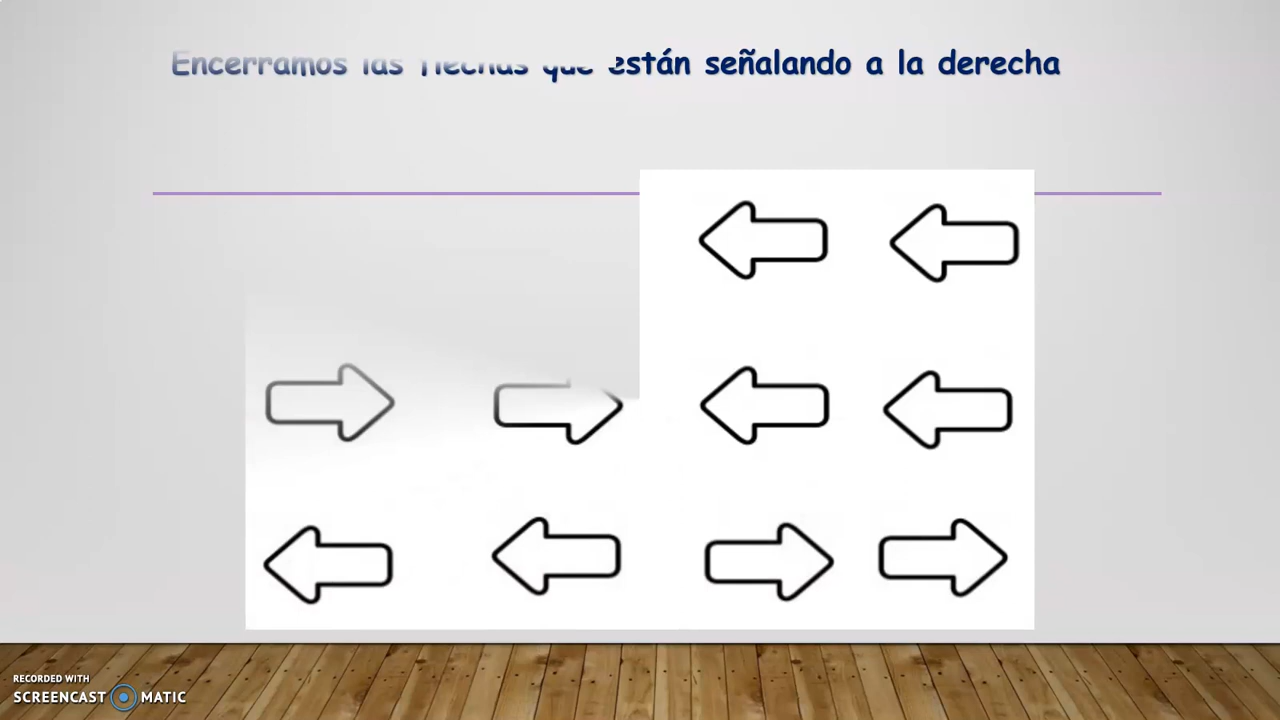 Encerramos las flechas que están señalando a la derecha
RECORDED WITH
SCREENCAST MATIC